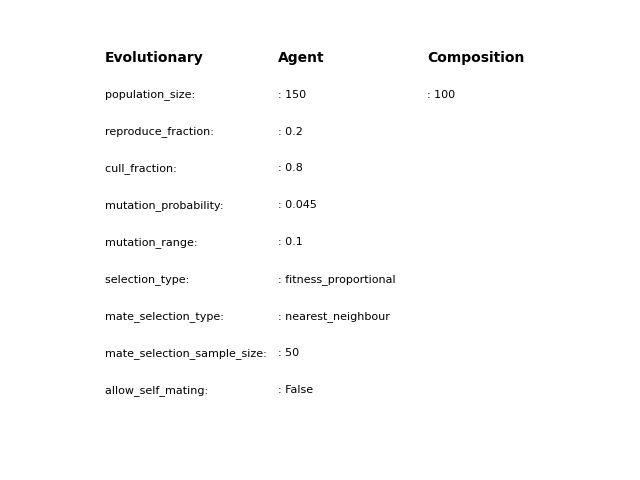 Evolutionary Agent Composition
population_size: : 150 : 100
reproduce_fraction: : 0.2
cull_fraction: : 0.8
mutation_probability: : 0.045
mutation_range: : 0.1
selection_type: : fitness_proportional
mate_selection_type: : nearest_neighbour
mate_selection_sample_size: : 50
allow_self_mating: : False